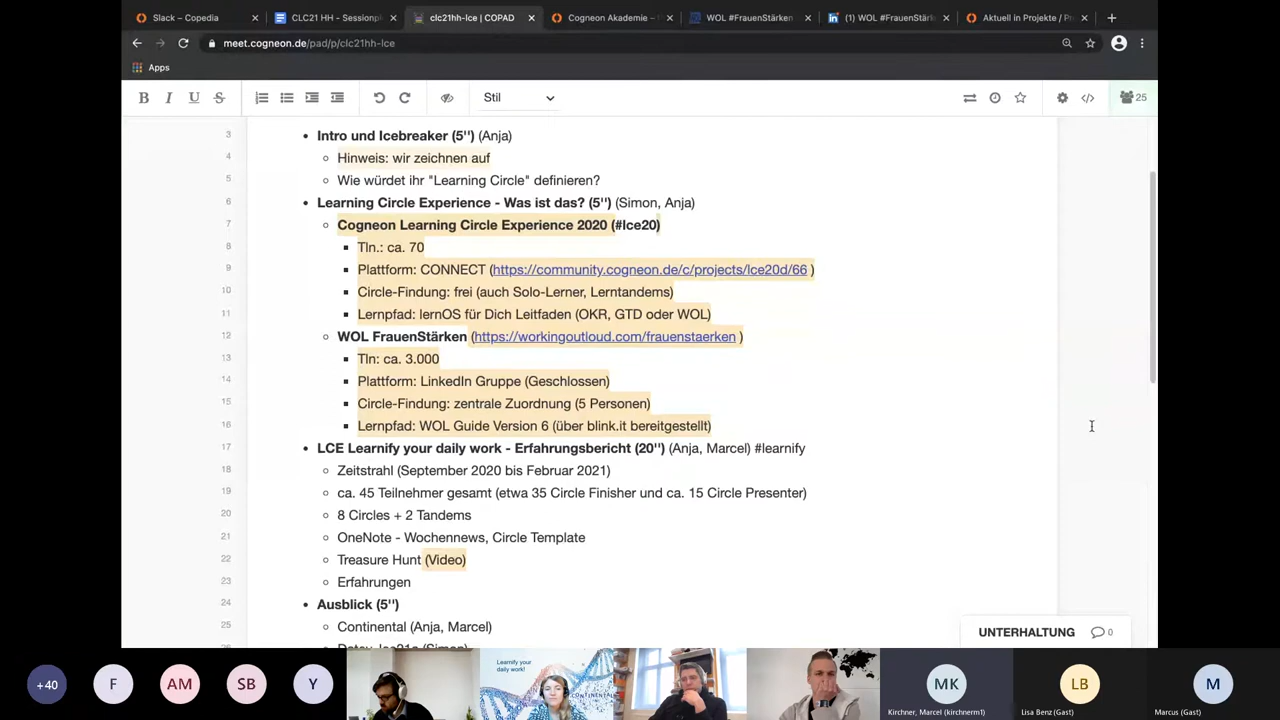 Slack – Copedia
CLC21 HH - Sessionpl
clc21hh-lce | COPAD
Cogneon Akademie –
WOL #FrauenStärken
(1) WOL #FrauenStärk
Aktuell in Projekte /
meet.cogneon.de/pad/p/clc21hh-lce
Apps
B I U S
Stil
25
3 • Intro und Icebreaker (5'') (Anja)
4 Hinweis: wir zeichnen auf
5 Wie würdet ihr "Learning Circle" definieren?
6 • Learning Circle Experience - Was ist das? (5'') (Simon, Anja)
7 Cogneon Learning Circle Experience 2020 (#lce20)
8 Tln.: ca. 70
9 Plattform: CONNECT (https://community.cogneon.de/c/projects/lce20d/66 )
10 Circle-Findung: frei (auch Solo-Lerner, Lerntandems)
11 Lernpfad: lernOS für Dich Leitfaden (OKR, GTD oder WOL)
12 WOL FrauenStärken (https://workingoutloud.com/frauenstaerken )
13 Tln: ca. 3.000
14 Plattform: LinkedIn Gruppe (Geschlossen)
15 Circle-Findung: zentrale Zuordnung (5 Personen)
16 Lernpfad: WOL Guide Version 6 (über blink.it bereitgestellt)
17 • LCE Learnify your daily work - Erfahrungsbericht (20'') (Anja, Marcel) #learnify
18 Zeitstrahl (September 2020 bis Februar 2021)
19 ca. 45 Teilnehmer gesamt (etwa 35 Circle Finisher und ca. 15 Circle Presenter)
20 8 Circles + 2 Tandems
21 OneNote - Wochennews, Circle Template
22 Treasure Hunt (Video)
23 Erfahrungen
24 • Ausblick (5'')
25 Continental (Anja, Marcel)
UNTERHALTUNG 0
+40
F
AM
SB
Y
Learnify your
daily work!
CONTINENTAL
MK
Kirchner, Marcel (kirchnerm1)
LB
Lisa Benz (Gast)
M
Marcus (Gast)